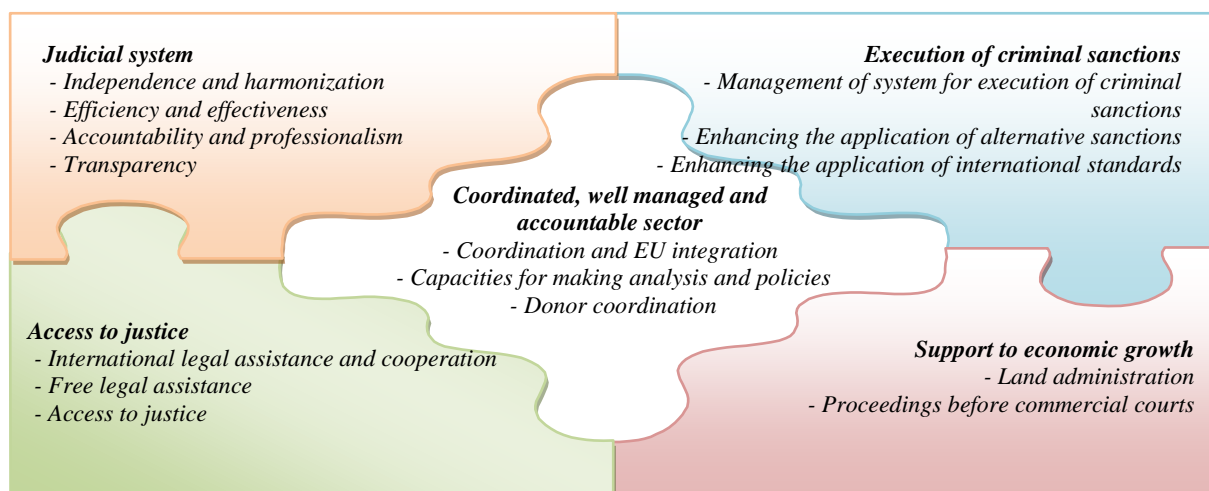 Judicial system
- Independence and harmonization
- Efficiency and effectiveness
- Accountability and professionalism
- Transparency
Execution of criminal sanctions
- Management of system for execution of criminal
sanctions
- Enhancing the application of alternative sanctions
- Enhancing the application of international standards
Coordinated, well managed and
accountable sector
- Coordination and EU integration
- Capacities for making analysis and policies
- Donor coordination
Access to justice
- International legal assistance and cooperation
- Free legal assistance
- Access to justice
Support to economic growth
- Land administration
- Proceedings before commercial courts